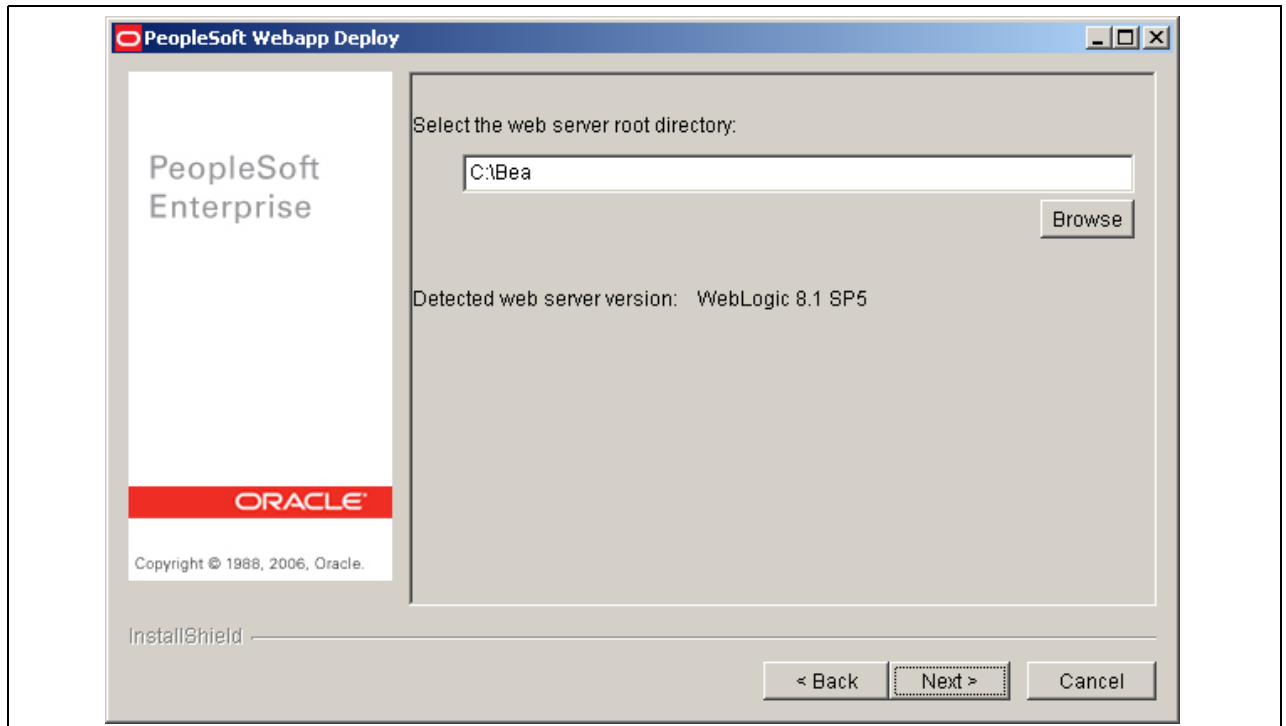 PeopleSoft Webapp Deploy
PeopleSoft
Enterprise
ORACLE
Copyright © 1988, 2006, Oracle.
Select the web server root directory:
C:\Bea
Browse
Detected web server version: WebLogic 8.1 SP5
InstallShield
< Back Next > Cancel